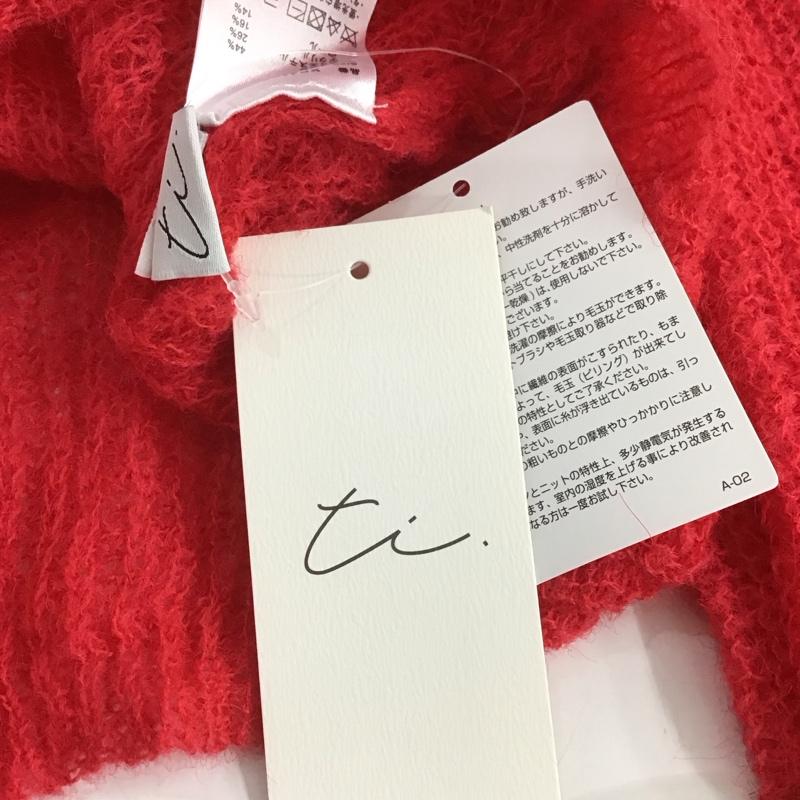 44%
26%
16%
14%
ti.
お勧め致しますが、手洗い
い。
、中性洗剤を十分に溶かして
平干しにして下さい。
ら当てることをお勧めします。
ー乾燥)は、使用しないで下さい。
ございます。
避け下さい。
洗濯の摩擦により毛玉ができます。
ブラシや毛玉取り器などで取り除
に繊維の表面がこすられたり、もま
よって、毛玉(ピリング)が出来てし
の特性としてご了承ください。
、表面に糸が浮き出ているものは、引っ
ださい。
の粗いものとの摩擦やひっかかりに注意し
とニットの特性上、多少静電気が発生する
ます、室内の湿度を上げる事により改善され
なる方は一度お試し下さい。
A-02
ti.